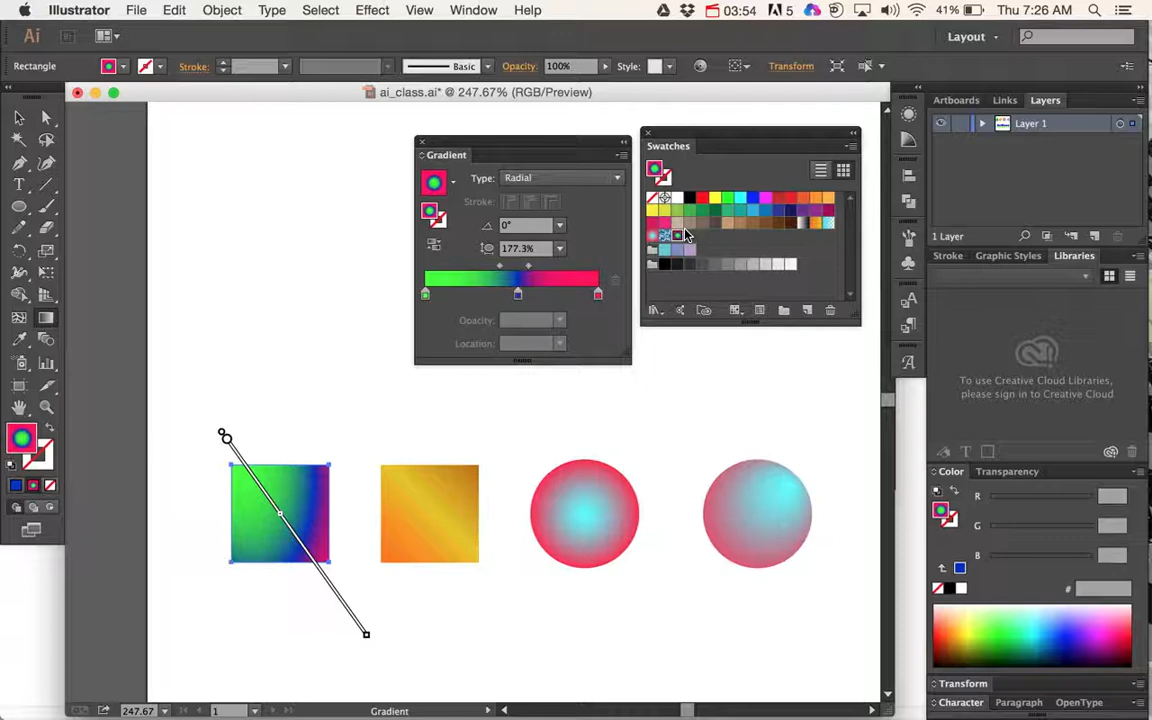 Illustrator File Edit Object Type Select Effect View Window Help 03:54 5 41% Thu 7:26 AM
Ai Br Layout
Rectangle Stroke: Basic Opacity: 100% Style: Transform
ai_class.ai* @ 247.67% (RGB/Preview)
Artboards Links Layers
Layer 1
Swatches
Gradient
Type: Radial
Stroke:
0°
177.3%
Opacity:
Location:
1 Layer
Stroke Graphic Styles Libraries
To use Creative Cloud Libraries,
please sign in to Creative Cloud
Color Transparency
R
G
B
#
Transform
Character Paragraph OpenType
247.67 1 Gradient